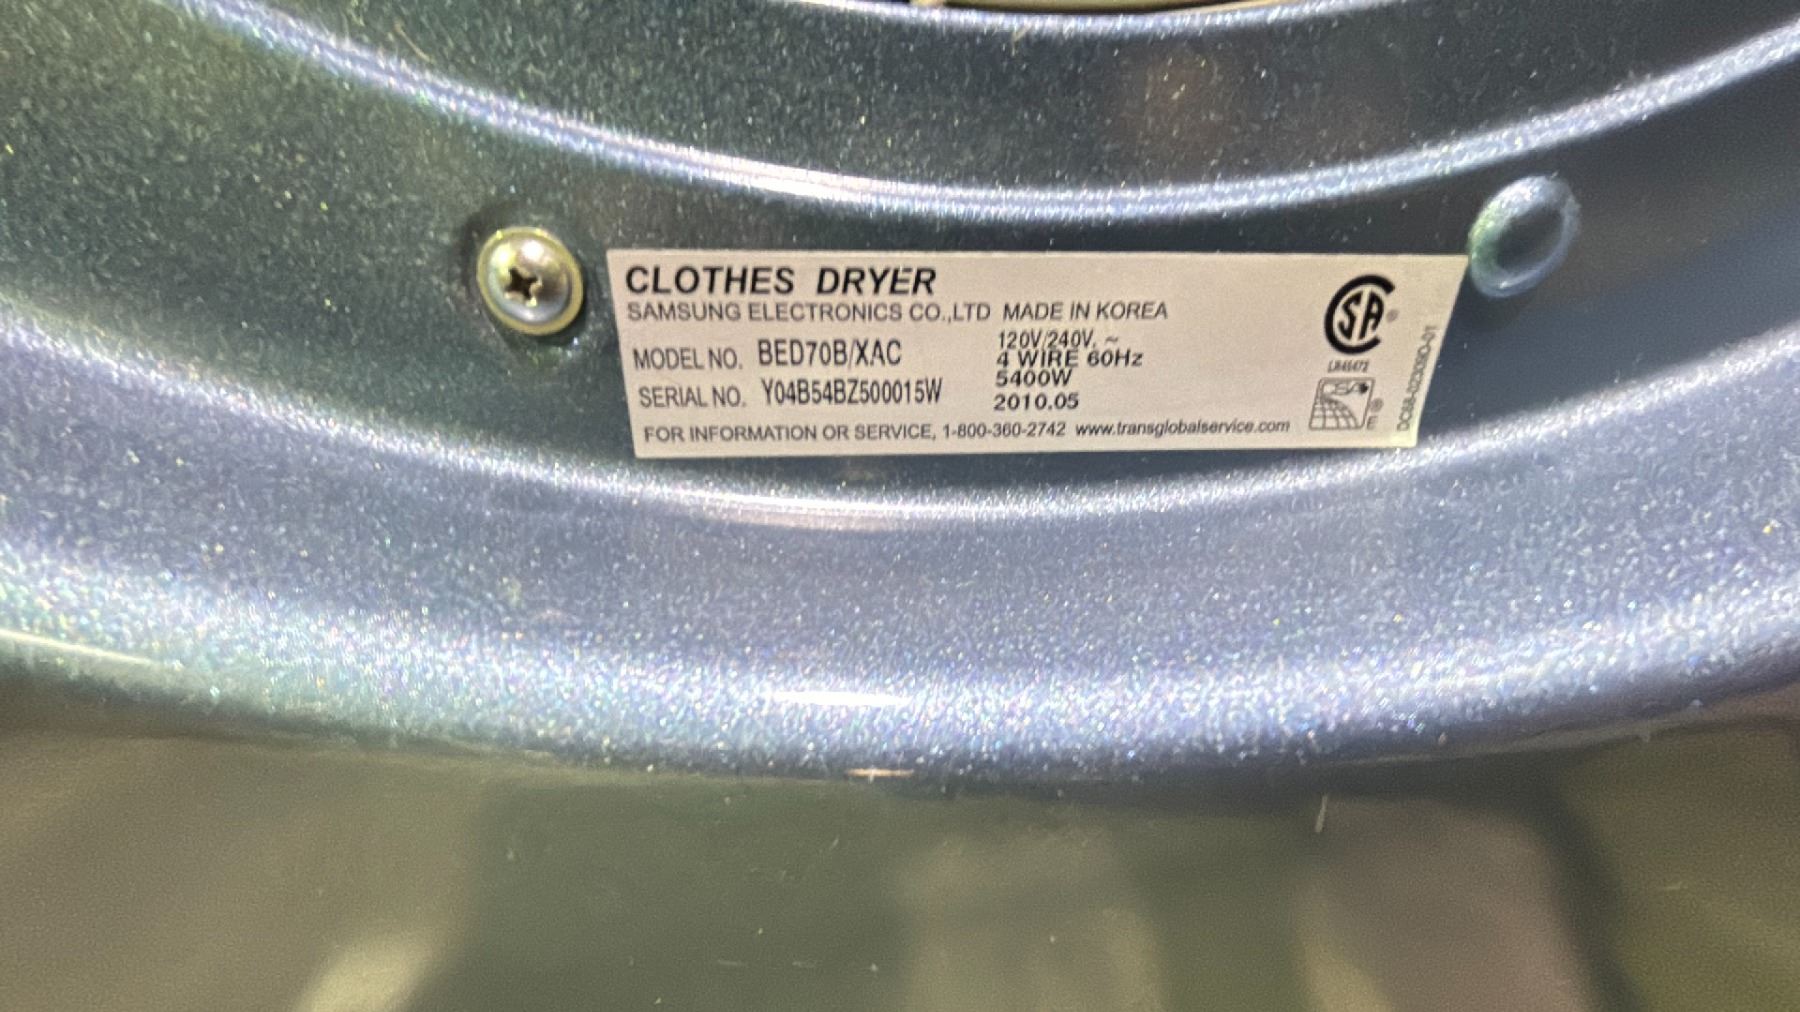 CLOTHES DRYER
SAMSUNG ELECTRONICS CO.,LTD MADE IN KOREA
MODEL NO. BED70B/XAC
SERIAL NO. Y04B54BZ500015W
120V/240V, ~
4 WIRE 60Hz
5400W
2010.05
FOR INFORMATION OR SERVICE, 1-800-360-2742 www.transglobalservice.com
SA